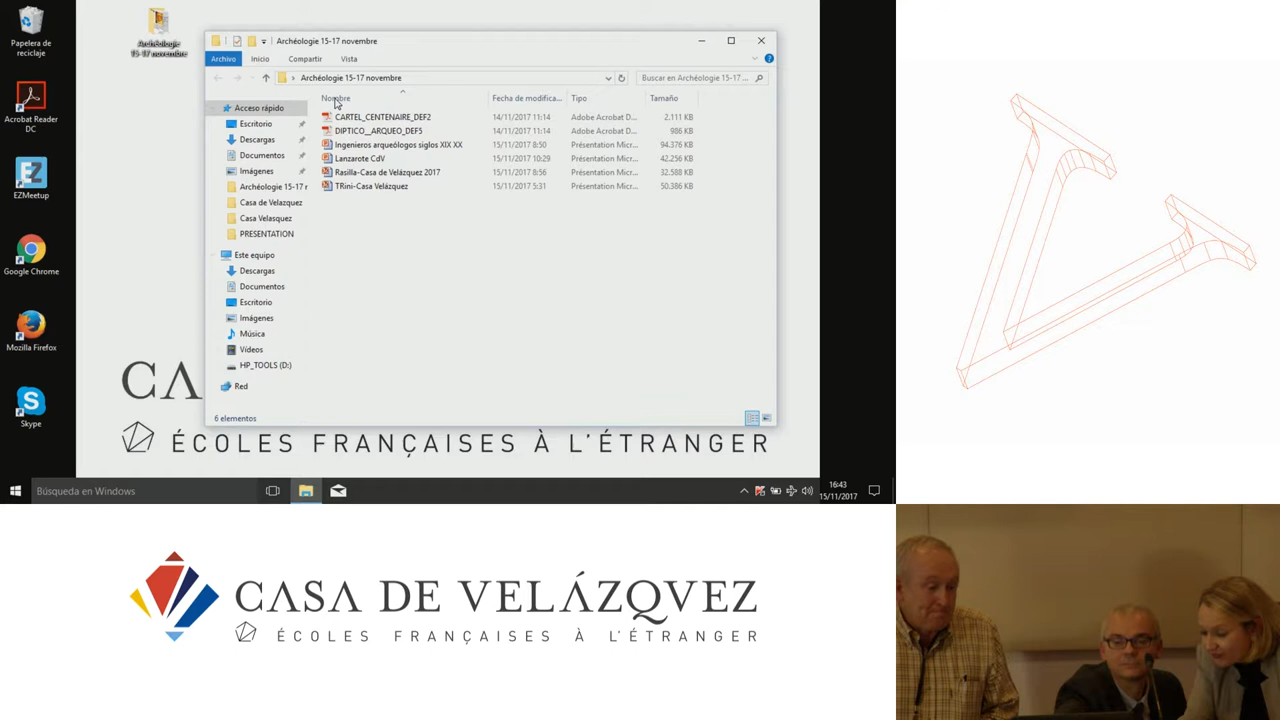 Papelera de
reciclaje
Acrobat Reader
DC
EZMeetup
Google Chrome
Mozilla Firefox
Skype
Archéologie
15-17 novembre
Archéologie 15-17 novembre
Archivo
Inicio
Compartir
Vista
Archéologie 15-17 novembre
Buscar en Archéologie 15-17 ...
Nombre
Fecha de modifica...
Tipo
Tamaño
Acceso rápido
Escritorio
Descargas
Documentos
Imágenes
Archéologie 15-17 r
Casa de Velazquez
Casa Velasquez
PRESENTATION
Este equipo
Descargas
Documentos
Escritorio
Imágenes
Música
Vídeos
HP_TOOLS (D:)
Red
CARTEL_CENTENAIRE_DEF2 14/11/2017 11:14 Adobe Acrobat D... 2.111 KB
DIPTICO__ARQUEO_DEF5 14/11/2017 11:14 Adobe Acrobat D... 986 KB
Ingenieros arqueólogos siglos XIX XX 15/11/2017 8:50 Présentation Micr... 94.376 KB
Lanzarote CdV 15/11/2017 10:29 Présentation Micr... 42.256 KB
Rasilla-Casa de Velázquez 2017 15/11/2017 8:56 Présentation Micr... 32.588 KB
TRini-Casa Velázquez 15/11/2017 5:31 Présentation Micr... 50.386 KB
6 elementos
CA
ÉCOLES FRANÇAISES À L'ÉTRANGER
Búsqueda en Windows
16:43
15/11/2017
CASA DE VELÁZQVEZ
ÉCOLES FRANÇAISES À L'ÉTRANGER